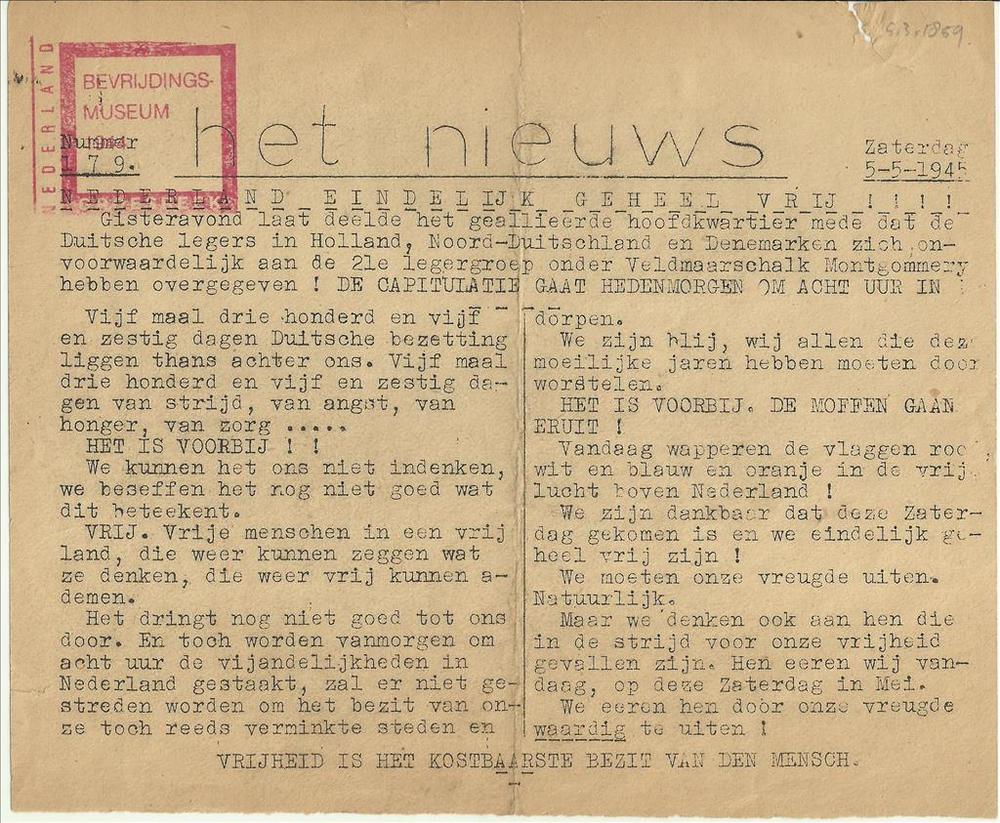 S.3.1859
NEDERLAND
BEVRIJDINGS-
MUSEUM
1944
Nummer
179.
het nieuws
Zaterdag
5-5-1945
NEDERLAND EINDELIJK GEHEEL VRIJ !!!!
Gisteravond laat deelde het geallieerde hoofdkwartier mede dat de
Duitsche legers in Holland, Noord-Duitschland en Denemarken zich on-
voorwaardelijk aan de 21e legergroep onder Veldmaarschalk Montgommery
hebben overgegeven ! DE CAPITULATIE GAAT HEDENMORGEN OM ACHT UUR IN !
Vijf maal drie honderd en vijf
en zestig dagen Duitsche bezetting
liggen thans achter ons. Vijf maal
drie honderd en vijf en zestig da-
gen van strijd, van angst, van
honger, van zorg .....
HET IS VOORBIJ ! !
We kunnen het ons niet indenken,
we beseffen het nog niet goed wat
dit beteekent.
VRIJ. Vrije menschen in een vrij
land, die weer kunnen zeggen wat
ze denken, die weer vrij kunnen a-
demen.
Het dringt nog niet goed tot ons
door. En toch worden vanmorgen om
acht uur de vijandelijkheden in
Nederland gestaakt, zal er niet ge-
streden worden om het bezit van on-
ze toch reeds verminkte steden en
dorpen.
We zijn blij, wij allen die dez
moeilijke jaren hebben moeten door
worstelen.
HET IS VOORBIJ. DE MOFFEN GAAN
ERUIT !
Vandaag wapperen de vlaggen roo
wit en blauw en oranje in de vrij
lucht boven Nederland !
We zijn dankbaar dat deze Zater-
dag gekomen is en we eindelijk ge-
heel vrij zijn !
We moeten onze vreugde uiten.
Natuurlijk.
Maar we denken ook aan hen die
in de strijd voor onze vrijheid
gevallen zijn. Hen eeren wij van-
daag, op deze Zaterdag in Mei.
We eeren hen door onze vreugde
waardig te uiten !
VRIJHEID IS HET KOSTBAARSTE BEZIT VAN DEN MENSCH.